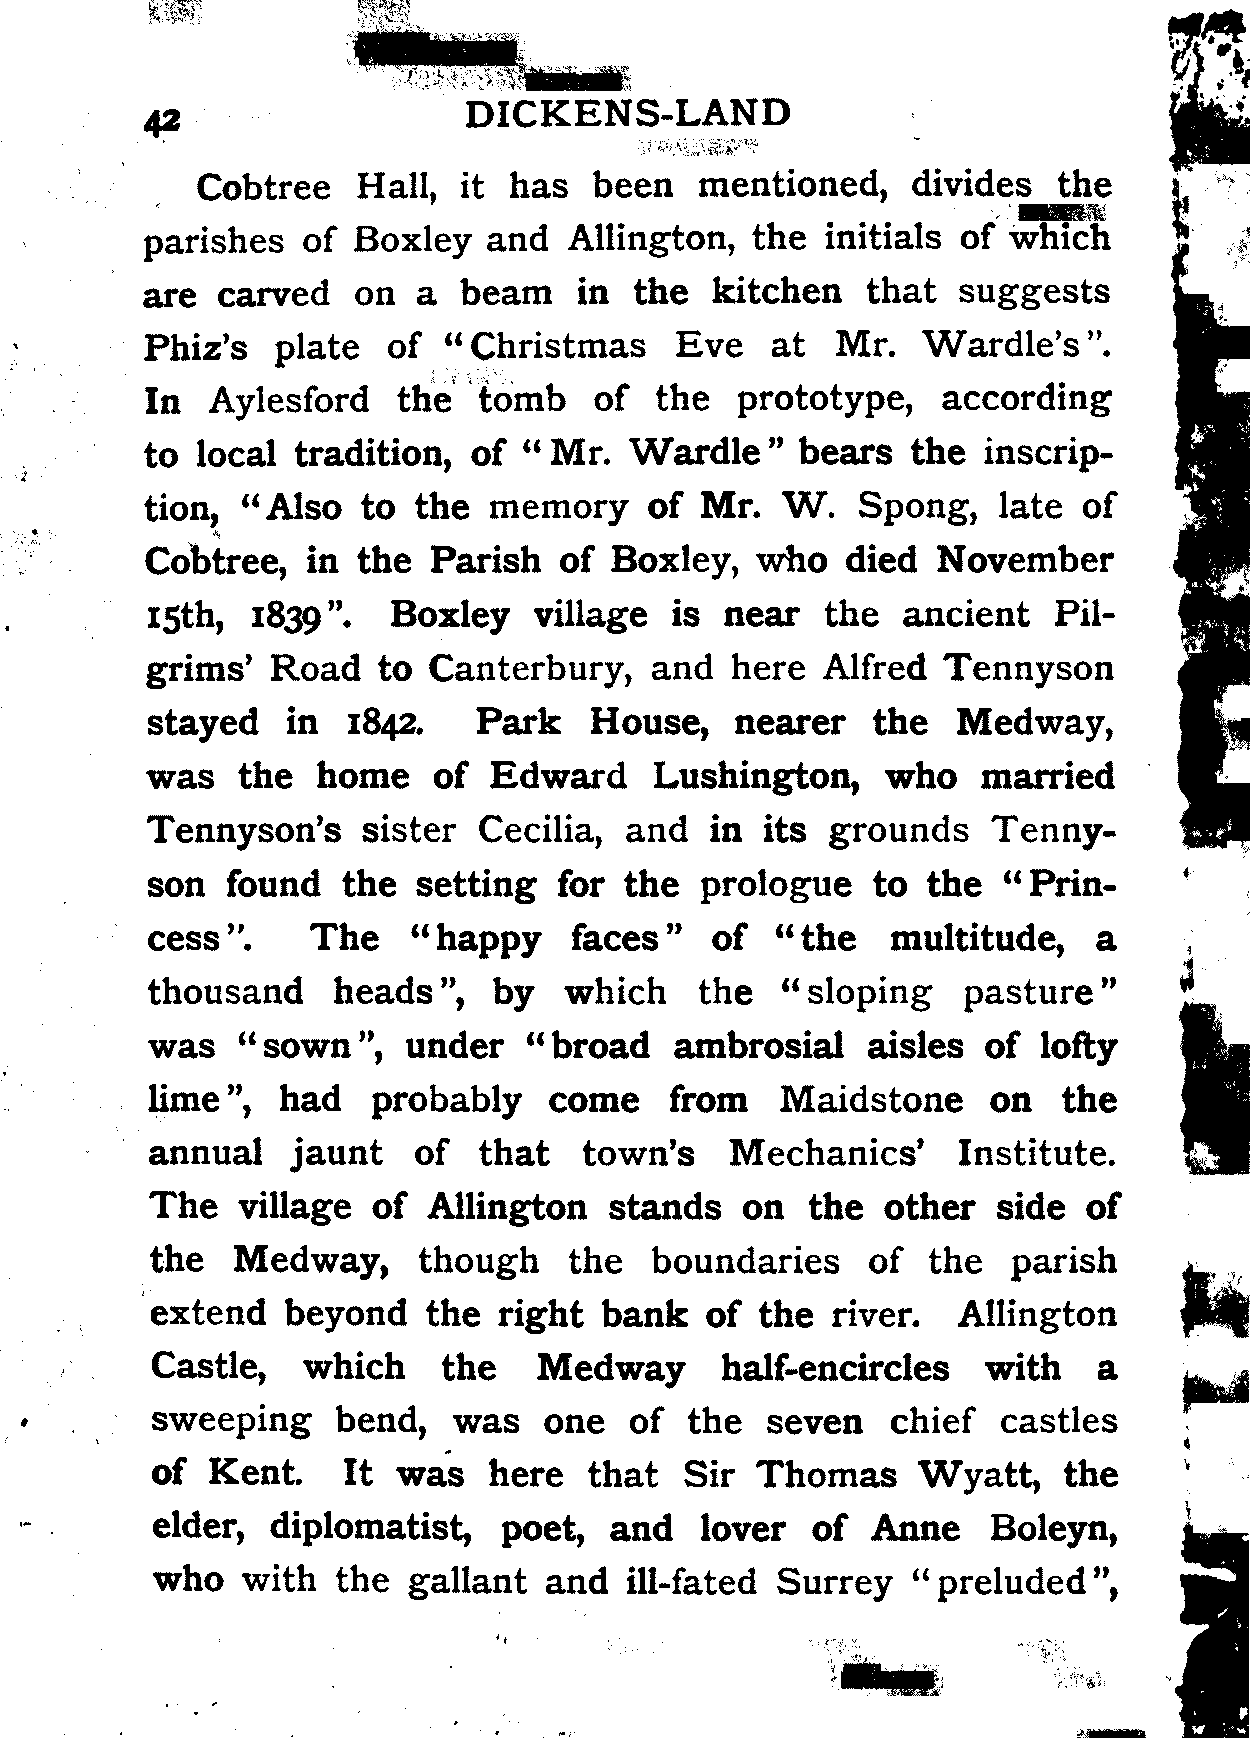 42 DICKENS-LAND
Cobtree Hall, it has been mentioned, divides the
parishes of Boxley and Allington, the initials of which
are carved on a beam in the kitchen that suggests
Phiz's plate of “Christmas Eve at Mr. Wardle's”.
In Aylesford the tomb of the prototype, according
to local tradition, of “Mr. Wardle” bears the inscrip-
tion, “Also to the memory of Mr. W. Spong, late of
Cobtree, in the Parish of Boxley, who died November
15th, 1839”. Boxley village is near the ancient Pil-
grims' Road to Canterbury, and here Alfred Tennyson
stayed in 1842. Park House, nearer the Medway,
was the home of Edward Lushington, who married
Tennyson's sister Cecilia, and in its grounds Tenny-
son found the setting for the prologue to the “Prin-
cess”. The “happy faces” of “the multitude, a
thousand heads”, by which the “sloping pasture”
was “sown”, under “broad ambrosial aisles of lofty
lime”, had probably come from Maidstone on the
annual jaunt of that town's Mechanics' Institute.
The village of Allington stands on the other side of
the Medway, though the boundaries of the parish
extend beyond the right bank of the river. Allington
Castle, which the Medway half-encircles with a
sweeping bend, was one of the seven chief castles
of Kent. It was here that Sir Thomas Wyatt, the
elder, diplomatist, poet, and lover of Anne Boleyn,
who with the gallant and ill-fated Surrey “preluded”,